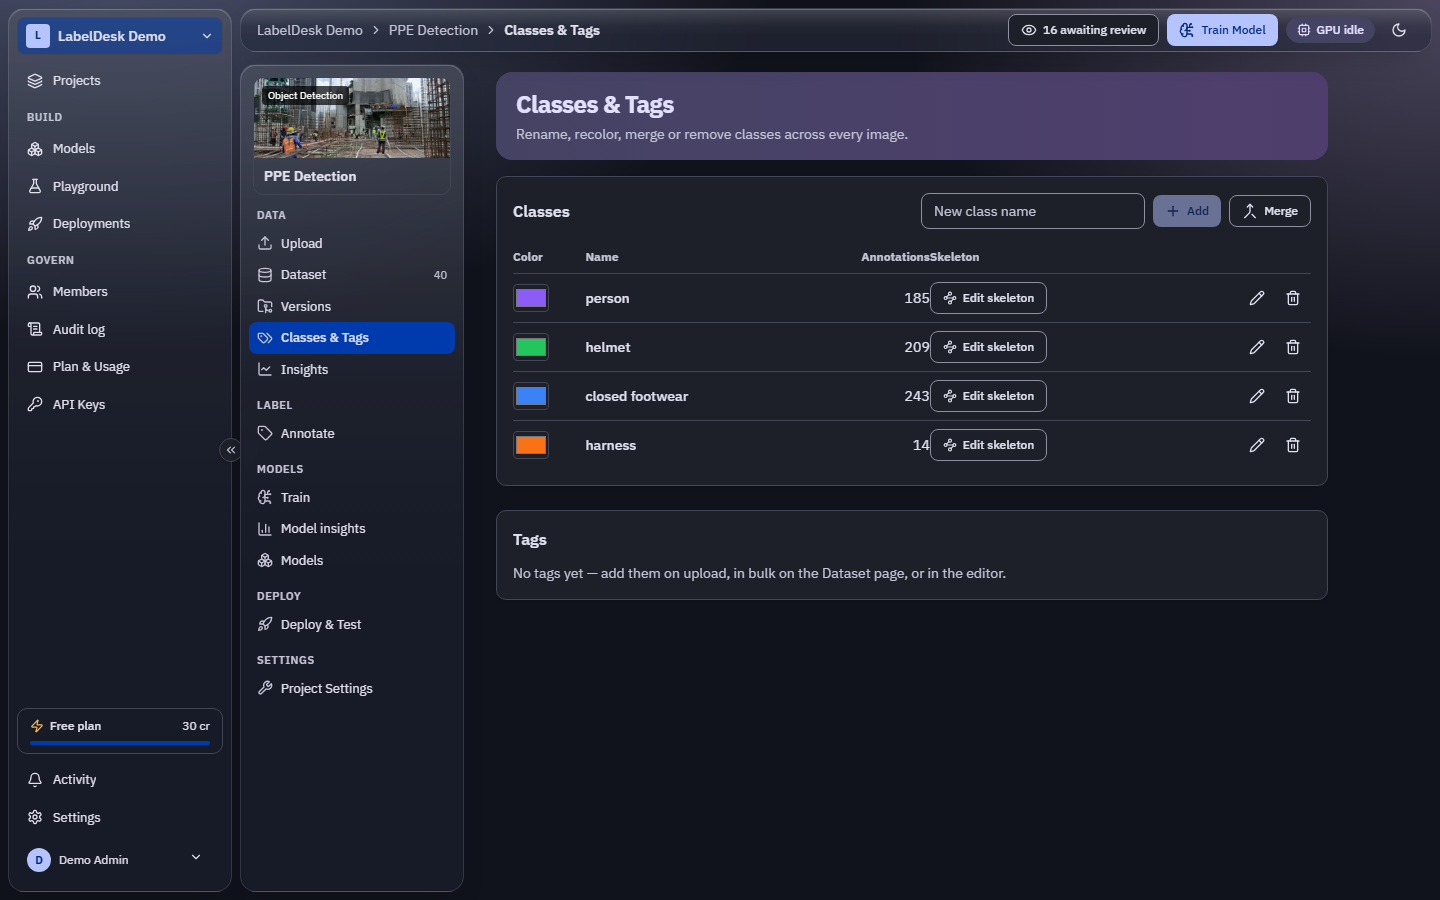 L LabelDesk Demo
Projects
BUILD
Models
Playground
Deployments
GOVERN
Members
Audit log
Plan & Usage
API Keys
Free plan 30 cr
Activity
Settings
D Demo Admin
LabelDesk Demo > PPE Detection > Classes & Tags
16 awaiting review
Train Model
GPU idle
Object Detection
PPE Detection
DATA
Upload
Dataset 40
Versions
Classes & Tags
Insights
LABEL
Annotate
MODELS
Train
Model insights
Models
DEPLOY
Deploy & Test
SETTINGS
Project Settings
Classes & Tags
Rename, recolor, merge or remove classes across every image.
Classes
New class name
+ Add
Merge
Color Name Annotations Skeleton
person 185 Edit skeleton
helmet 209 Edit skeleton
closed footwear 243 Edit skeleton
harness 14 Edit skeleton
Tags
No tags yet — add them on upload, in bulk on the Dataset page, or in the editor.